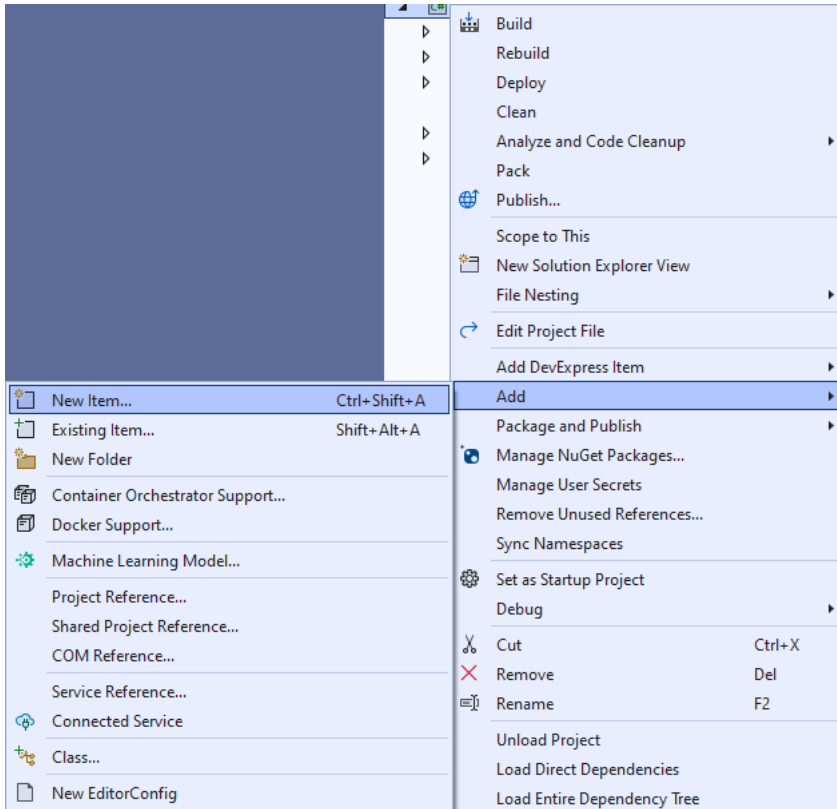 C#
Build
Rebuild
Deploy
Clean
Analyze and Code Cleanup
Pack
Publish...
Scope to This
New Solution Explorer View
File Nesting
Edit Project File
Add DevExpress Item
Add
Package and Publish
Manage NuGet Packages...
Manage User Secrets
Remove Unused References...
Sync Namespaces
Set as Startup Project
Debug
Cut Ctrl+X
Remove Del
Rename F2
Unload Project
Load Direct Dependencies
Load Entire Dependency Tree
New Item... Ctrl+Shift+A
Existing Item... Shift+Alt+A
New Folder
Container Orchestrator Support...
Docker Support...
Machine Learning Model...
Project Reference...
Shared Project Reference...
COM Reference...
Service Reference...
Connected Service
Class...
New EditorConfig